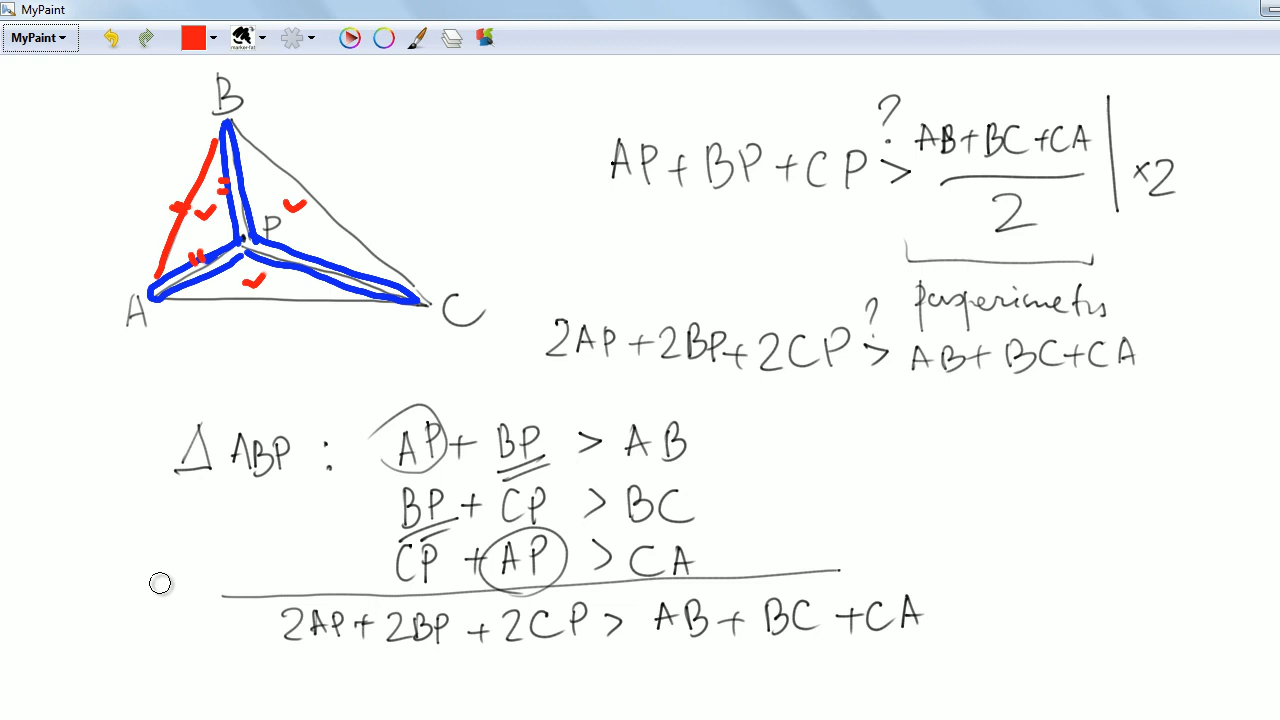 MyPaint
MyPaint
B
P
A
C
?
AP + BP + CP > AB + BC + CA / 2 | ×2
?
2AP + 2BP + 2CP > AB + BC + CA
Δ ABP : AP + BP > AB
BP + CP > BC
CP + AP > CA
2AP + 2BP + 2CP > AB + BC + CA